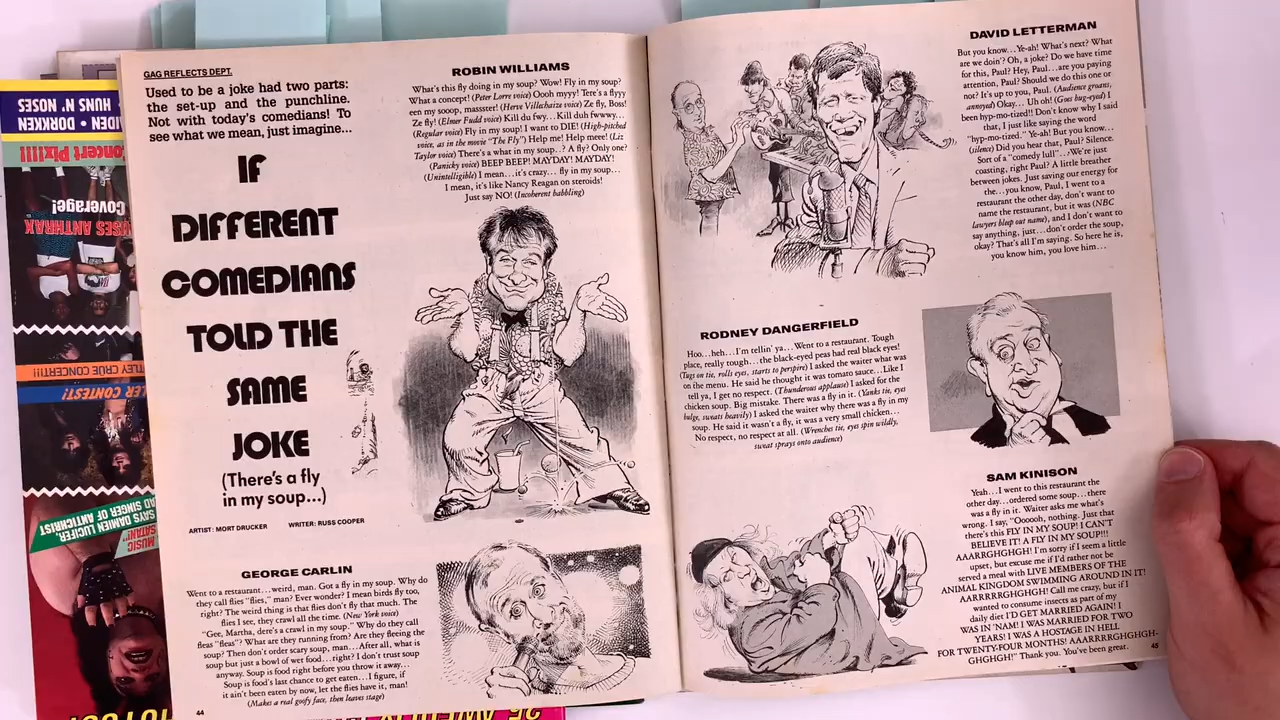 GAG REFLECTS DEPT.
Used to be a joke had two parts:
the set-up and the punchline.
Not with today's comedians! To
see what we mean, just imagine...
IF
DIFFERENT
COMEDIANS
TOLD THE
SAME
JOKE
(There's a fly
in my soup...)
ARTIST: MORT DRUCKER WRITER: RUSS COOPER
ROBIN WILLIAMS
What's this fly doing in my soup? Wow! Fly in my soup?
What a concept! (Peter Lorre voice) Oooh myyy! Tere's a flyyy
een my sooop, massster! (Herve Villechaize voice) Ze fly, Boss!
Ze fly! (Elmer Fudd voice) Kill du fwy... Kill duh fwwwy...
(Regular voice) Fly in my soup! I want to DIE! (High-pitched
voice, as in the movie "The Fly") Help me! Help meee! (Liz
Taylor voice) There's a what in my soup..? A fly? Only one?
(Panicky voice) BEEP BEEP! MAYDAY! MAYDAY!
(Unintelligible) I mean...it's crazy... fly in my soup...
I mean, it's like Nancy Reagan on steroids!
Just say NO! (Incoherent babbling)
GEORGE CARLIN
Went to a restaurant...weird, man. Got a fly in my soup. Why do
they call flies "flies," man? Ever wonder? I mean birds fly too,
right? The weird thing is that flies don't fly that much. The
flies I see, they crawl all the time. (New York voice)
"Gee, Martha, dere's a crawl in my soup." Why do they call
fleas "fleas"? What are they running from? Are they fleeing the
soup? Then don't order scary soup, man...After all, what is
soup but just a bowl of wet food...right? I don't trust soup
anyway. Soup is food right before you throw it away...
Soup is food's last chance to get eaten...I figure, if
it ain't been eaten by now, let the flies have it, man!
(Makes a real goofy face, then leaves stage)
44
DAVID LETTERMAN
But you know...Ye-ah! What's next? What
are we doin'? Oh, a joke? Do we have time
for this, Paul? Hey, Paul...are you paying
attention, Paul? Should we do this one or
not? It's up to you, Paul (Audience groans,
annoyed) Okay... Uh oh! (Goes bug-eyed) I
been hyp-mo-tized!! Don't know why I said
that, I just like saying the word
"hyp-mo-tized." Ye-ah! But you know...
(silence) Did you hear that, Paul? Silence.
Sort of a "comedy lull"...We're just
coasting, right Paul? A little breather
between jokes. Just saving our energy for
the...you know, Paul, I went to a
restaurant the other day, don't want to
name the restaurant, but it was (NBC
lawyers bleep out name), and I don't want to
say anything, just...don't order the soup,
okay? That's all I'm saying. So here he is,
you know him, you love him...
RODNEY DANGERFIELD
Hoo...heh...I'm tellin' ya...Went to a restaurant. Tough
place, really tough...the black-eyed peas had real black eyes!
(Tugs on tie, rolls eyes, starts to perspire) I asked the waiter what was
on the menu. He said he thought it was tomato sauce...Like I
tell ya, I get no respect. (Thunderous applause) I asked for the
chicken soup. Big mistake. There was a fly in it. (Yanks tie, eyes
bulge, sweats heavily) I asked the waiter why there was a fly in my
soup. He said it wasn't a fly, it was a very small chicken...
No respect, no respect at all. (Wrenches tie, eyes spin wildly,
sweat sprays onto audience)
SAM KINISON
Yeah...I went to this restaurant the
other day...ordered some soup...there
was a fly in it. Waiter asks me what's
wrong. I say, "Oooooh, nothing. Just that
there's this FLY IN MY SOUP! I CAN'T
BELIEVE IT! A FLY IN MY SOUP!!!
AAARRGHGHGH! I'm sorry if I seem a little
upset, but excuse me if I'd rather not be
served a meal with LIVE MEMBERS OF THE
ANIMAL KINGDOM SWIMMING AROUND IN IT!
AARRRRRGHGHGH! Call me crazy, but if I
wanted to consume insects as part of my
daily diet I'D GET MARRIED AGAIN! I
WAS IN 'NAM! I WAS MARRIED FOR TWO
YEARS! I WAS A HOSTAGE IN HELL
FOR TWENTY-FOUR MONTHS! AAARRRRGHGHGH-
GHGHGH!" Thank you. You've been great.
45
HUNS N' NOSES
AIDEN • DORKKEN
Concert Pix!!!!
Coverage!
USES ANTHRAX
TLEY CRÜE CONCERT!!!
LER CONTEST!
SAYS DAMIEN LUCIFER,
AD SINGER OF ANTICHRIST
MUSIC
SATAN!"